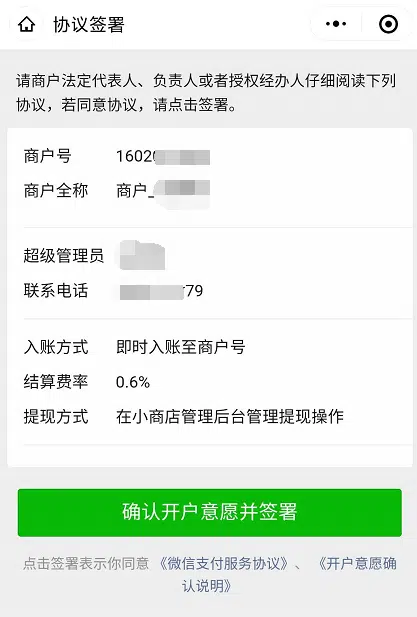 协议签署
请商户法定代表人、负责人或者授权经办人仔细阅读下列
协议，若同意协议，请点击签署。
商户号 1602
商户全称 商户_
超级管理员
联系电话 79
入账方式 即时入账至商户号
结算费率 0.6%
提现方式 在小商店管理后台管理提现操作
确认开户意愿并签署
点击签署表示你同意 《微信支付服务协议》、 《开户意愿确
认说明》